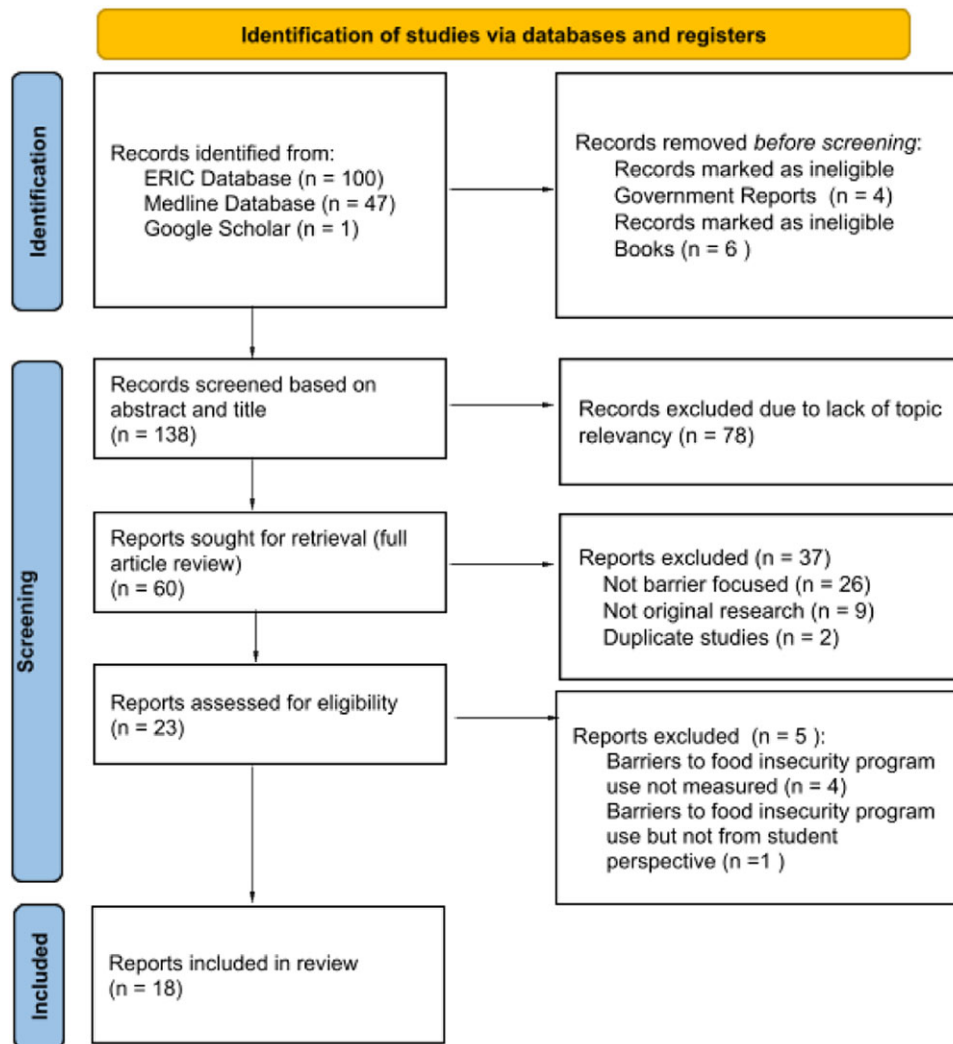 Identification of studies via databases and registers
Identification
Records identified from:
ERIC Database (n = 100)
Medline Database (n = 47)
Google Scholar (n = 1)
Records removed before screening:
Records marked as ineligible
Government Reports (n = 4)
Records marked as ineligible
Books (n = 6 )
Screening
Records screened based on
abstract and title
(n = 138)
Records excluded due to lack of topic
relevancy (n = 78)
Reports sought for retrieval (full
article review)
(n = 60)
Reports excluded (n = 37)
Not barrier focused (n = 26)
Not original research (n = 9)
Duplicate studies (n = 2)
Reports assessed for eligibility
(n = 23)
Reports excluded (n = 5 ):
Barriers to food insecurity program
use not measured (n = 4)
Barriers to food insecurity program
use but not from student
perspective (n =1 )
Included
Reports included in review
(n = 18)